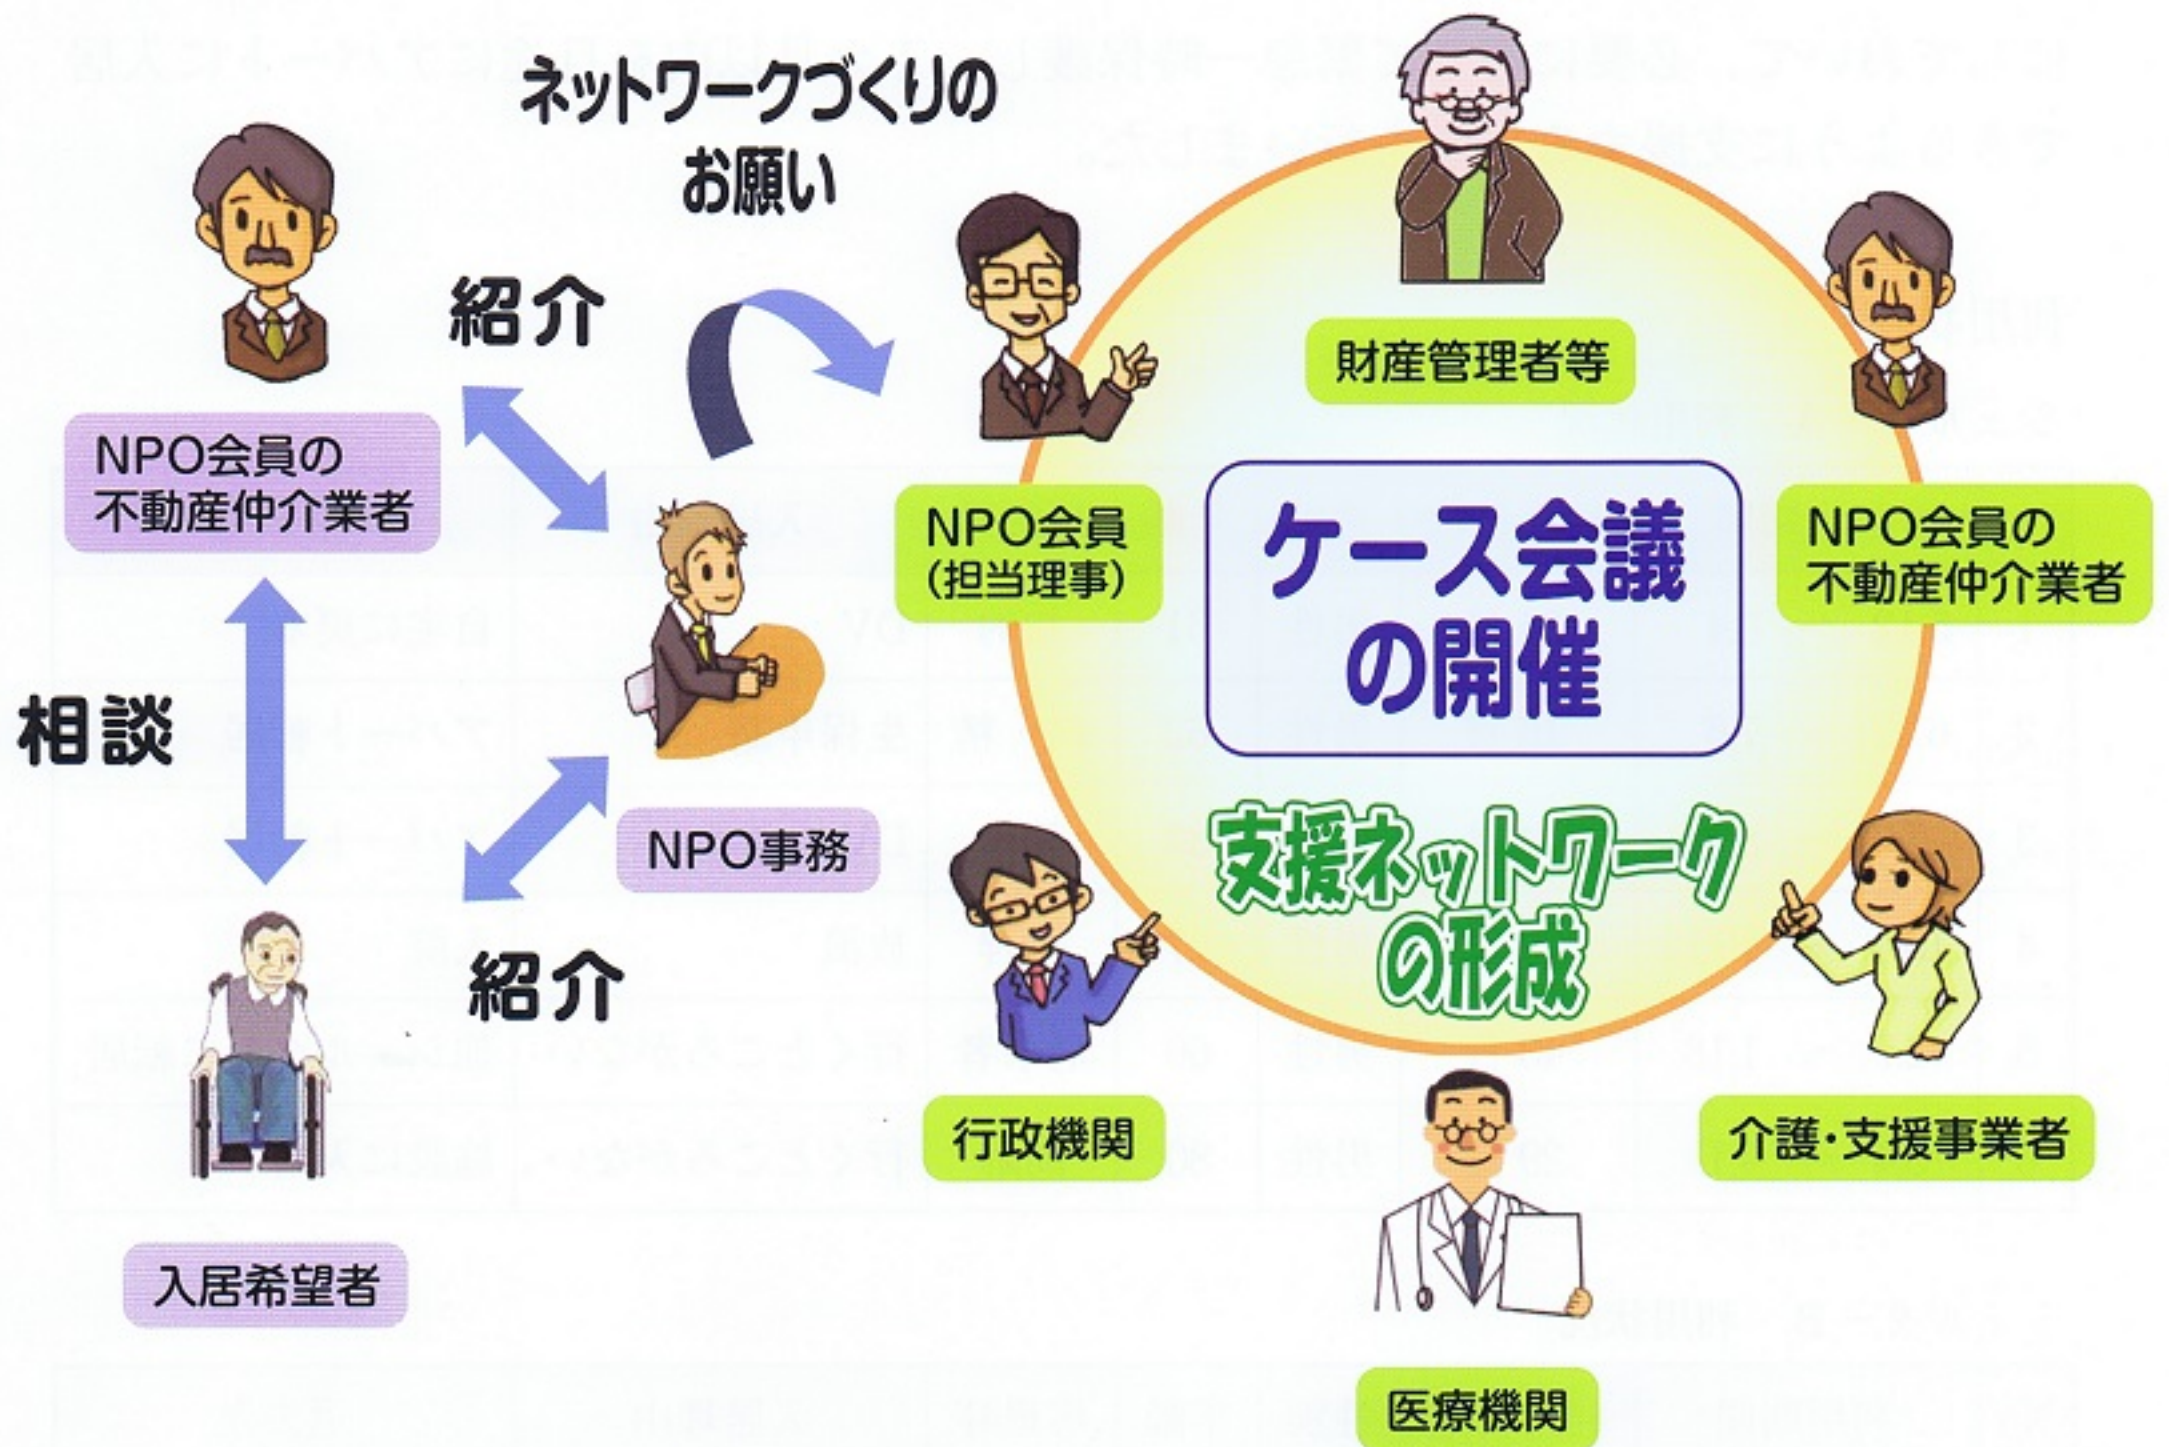 ネットワークづくりの
お願い
紹介
NPO会員の
不動産仲介業者
相談
NPO事務
紹介
入居希望者
財産管理者等
NPO会員
（担当理事）
NPO会員の
不動産仲介業者
ケース会議
の開催
支援ネットワーク
の形成
行政機関
介護・支援事業者
医療機関